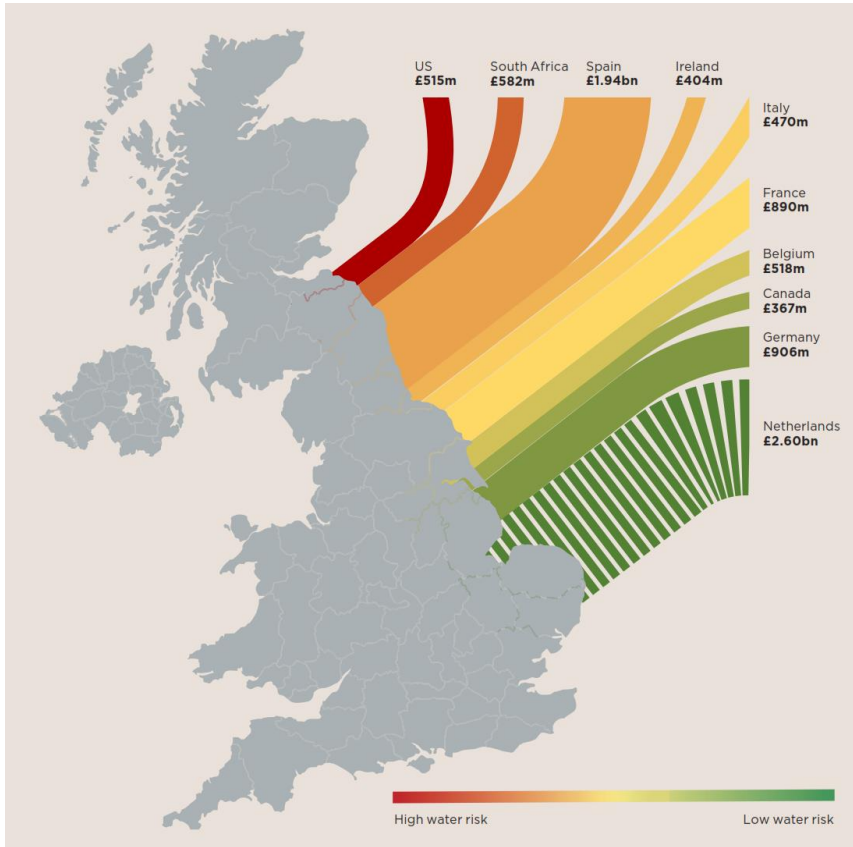 US
£515m
South Africa
£582m
Spain
£1.94bn
Ireland
£404m
Italy
£470m
France
£890m
Belgium
£518m
Canada
£367m
Germany
£906m
Netherlands
£2.60bn
High water risk
Low water risk